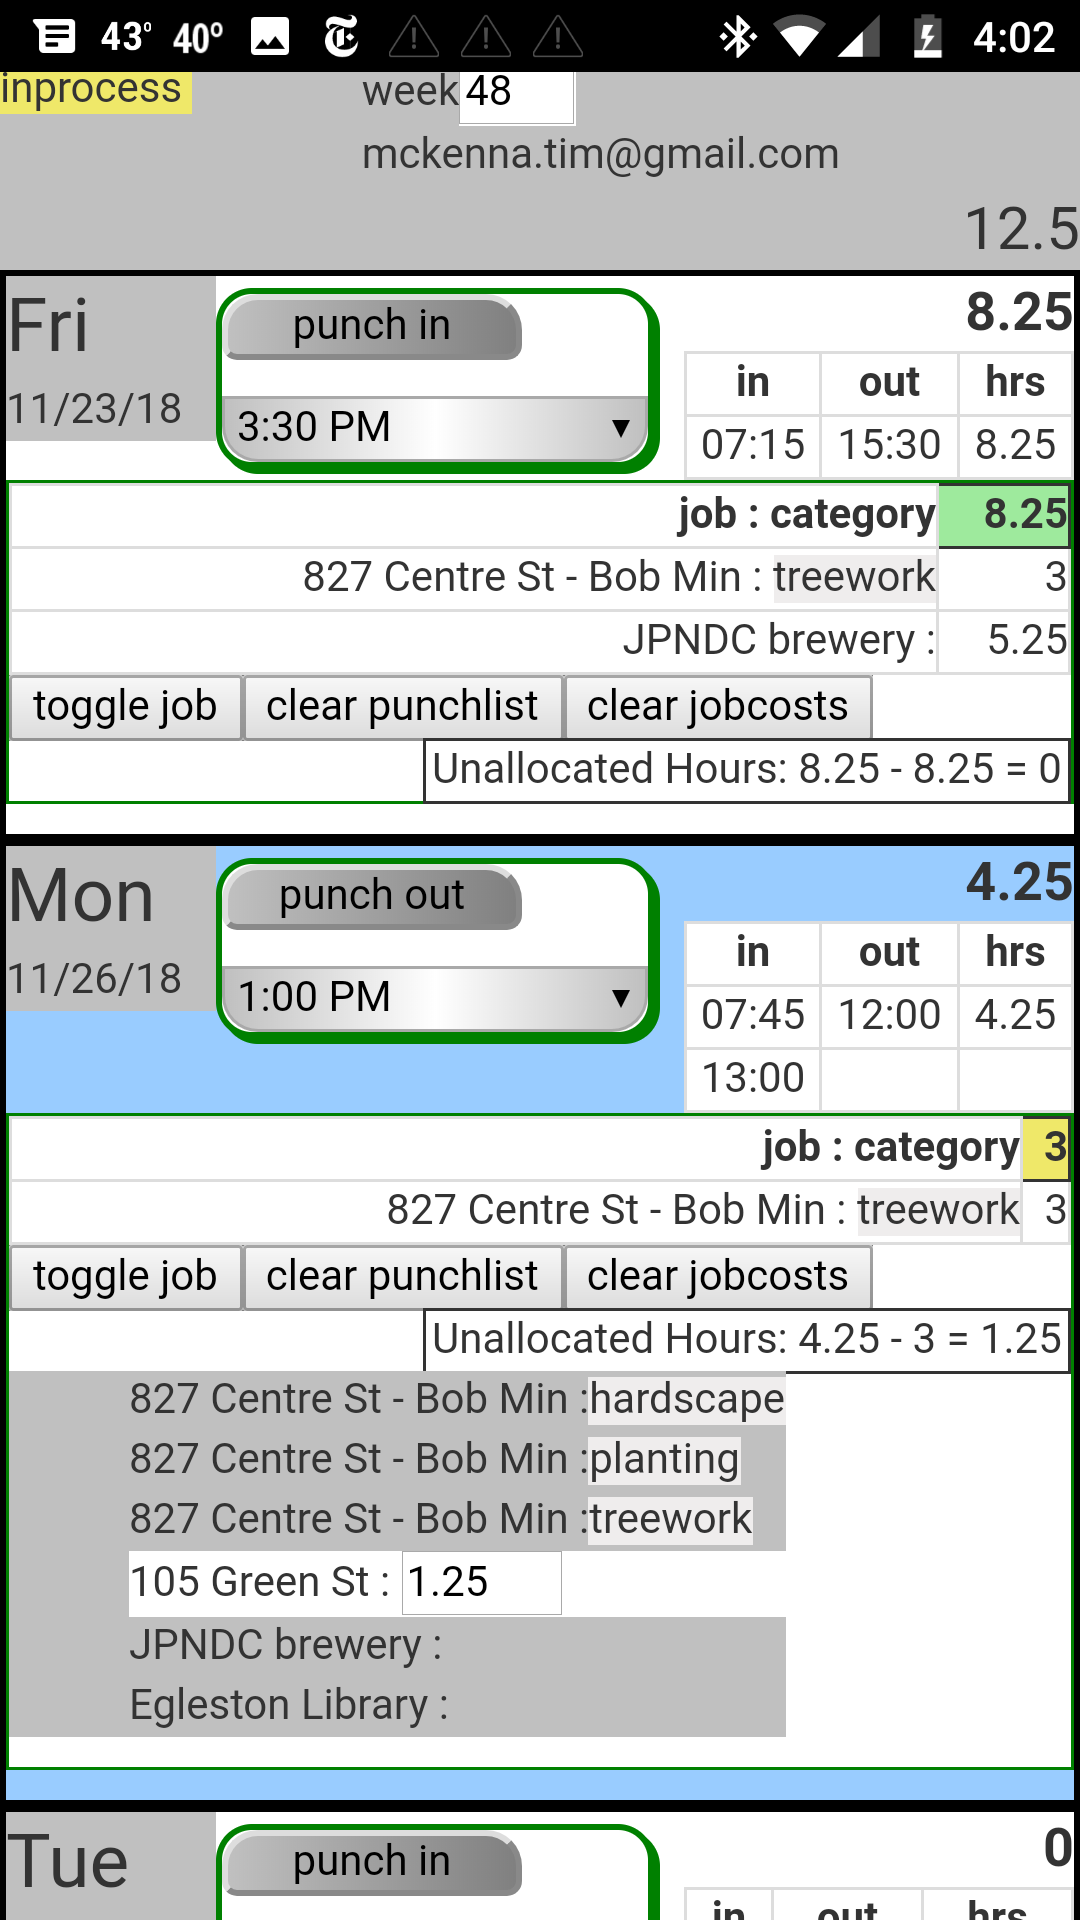 43° 40° 4:02
inprocess week 48
mckenna.tim@gmail.com
12.5
Fri punch in 8.25
11/23/18 3:30 PM ▼
in out hrs
07:15 15:30 8.25
job : category 8.25
827 Centre St - Bob Min : treework 3
JPNDC brewery : 5.25
toggle job clear punchlist clear jobcosts
Unallocated Hours: 8.25 - 8.25 = 0
Mon punch out 4.25
11/26/18 1:00 PM ▼
in out hrs
07:45 12:00 4.25
13:00
job : category 3
827 Centre St - Bob Min : treework 3
toggle job clear punchlist clear jobcosts
Unallocated Hours: 4.25 - 3 = 1.25
827 Centre St - Bob Min :hardscape
827 Centre St - Bob Min :planting
827 Centre St - Bob Min :treework
105 Green St : 1.25
JPNDC brewery :
Egleston Library :
Tue punch in 0
in out hrs